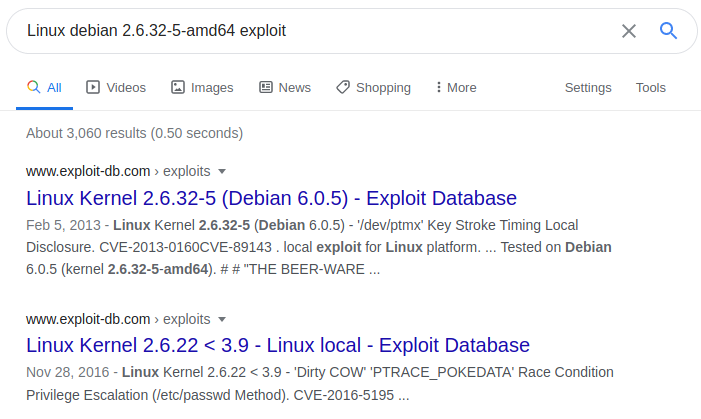 Linux debian 2.6.32-5-amd64 exploit
All Videos Images News Shopping More Settings Tools
About 3,060 results (0.50 seconds)
www.exploit-db.com › exploits
Linux Kernel 2.6.32-5 (Debian 6.0.5) - Exploit Database
Feb 5, 2013 - Linux Kernel 2.6.32-5 (Debian 6.0.5) - '/dev/ptmx' Key Stroke Timing Local
Disclosure. CVE-2013-0160CVE-89143 . local exploit for Linux platform. ... Tested on Debian
6.0.5 (kernel 2.6.32-5-amd64). # # "THE BEER-WARE ...
www.exploit-db.com › exploits
Linux Kernel 2.6.22 < 3.9 - Linux local - Exploit Database
Nov 28, 2016 - Linux Kernel 2.6.22 < 3.9 - 'Dirty COW' 'PTRACE_POKEDATA' Race Condition
Privilege Escalation (/etc/passwd Method). CVE-2016-5195 ...